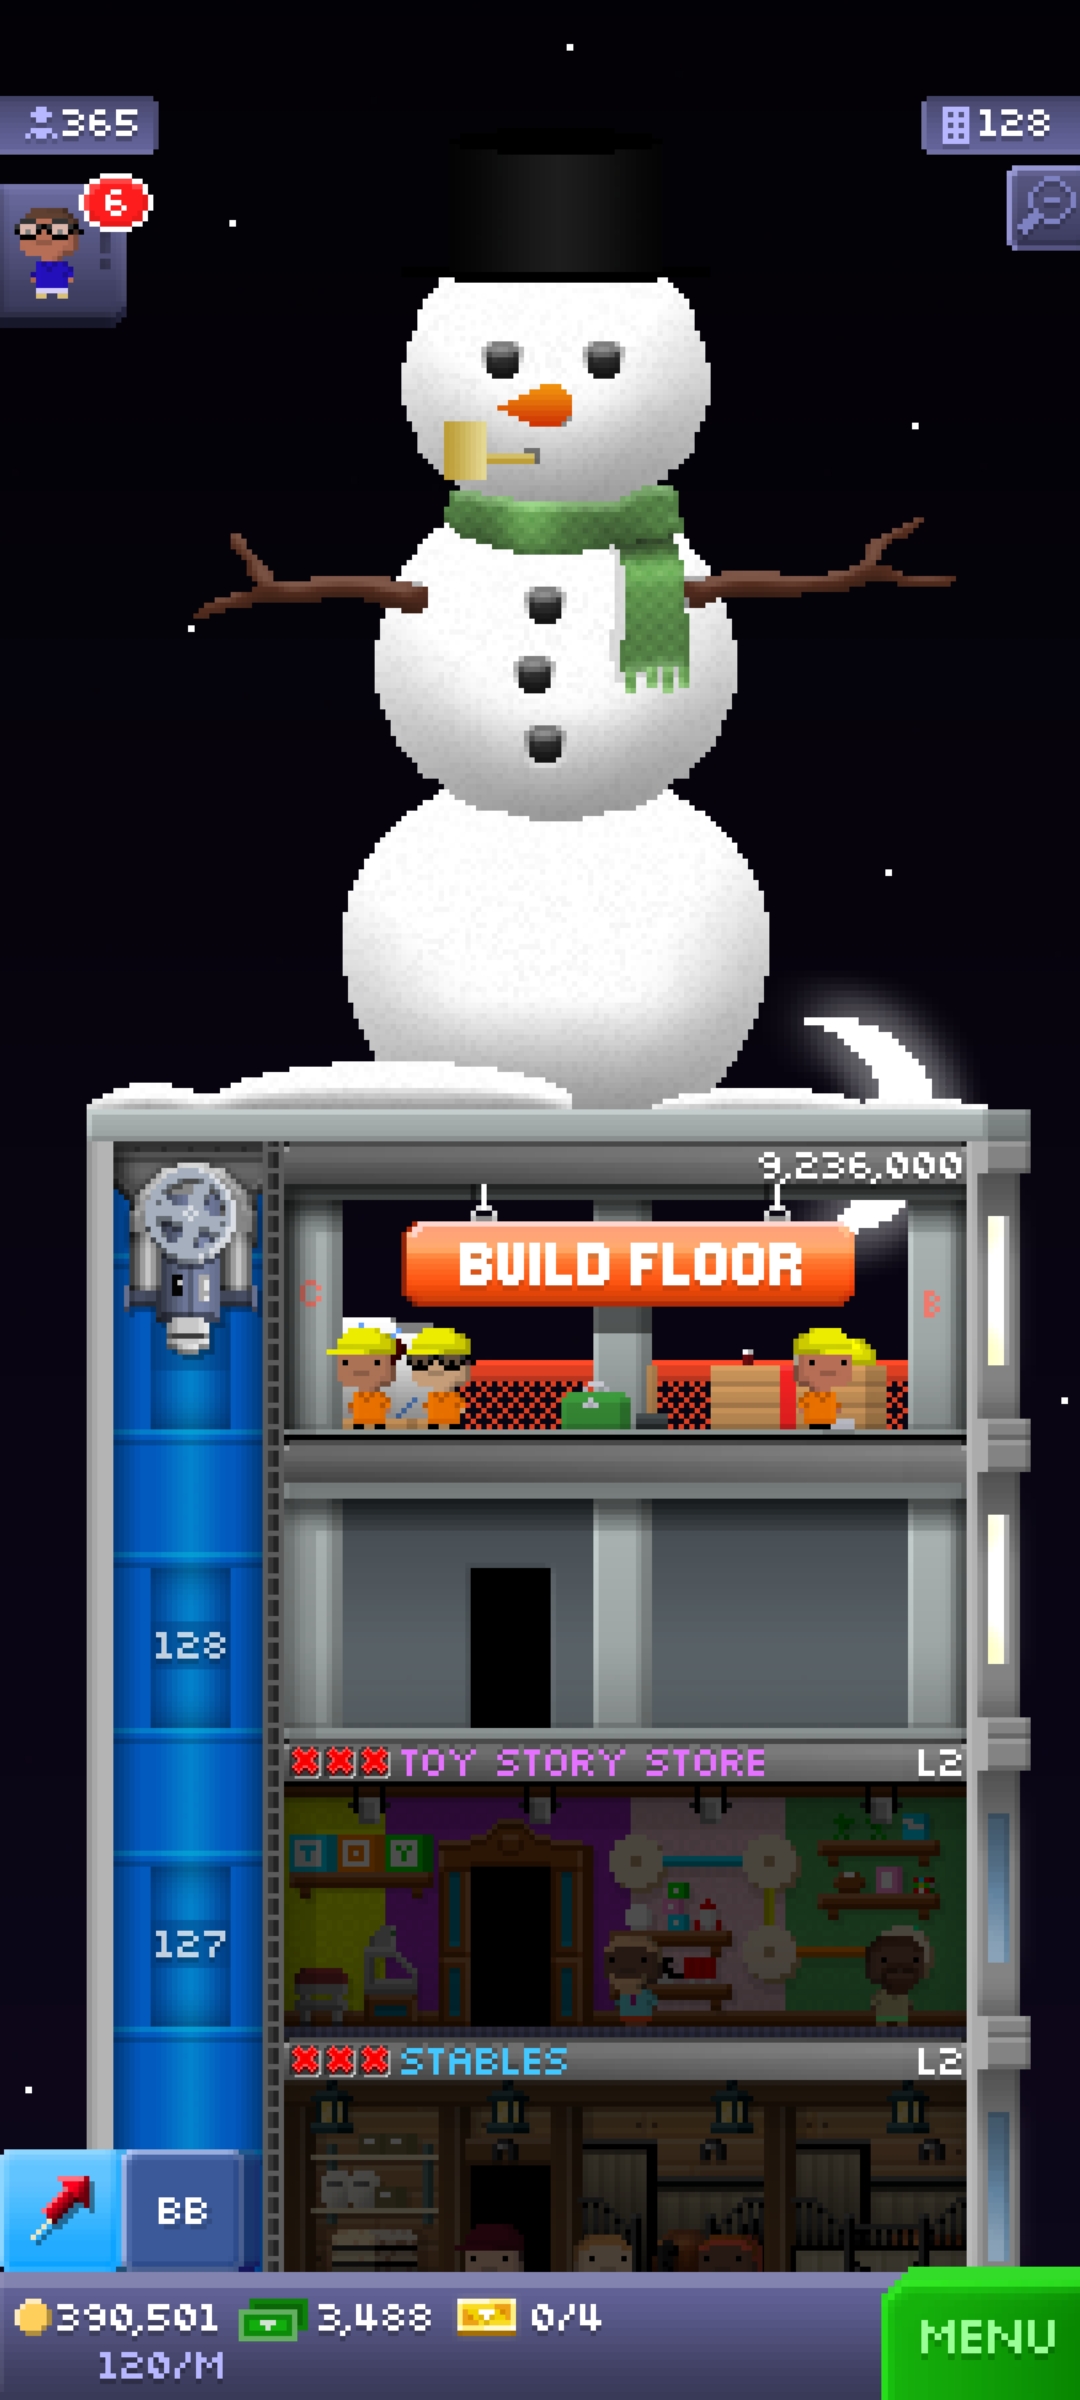 365
128
6
9,236,000
BUILD FLOOR
C
B
128
TOY STORY STORE
L2
T O Y
127
STABLES
L2
BB
390,501
3,488
0/4
120/M
MENU